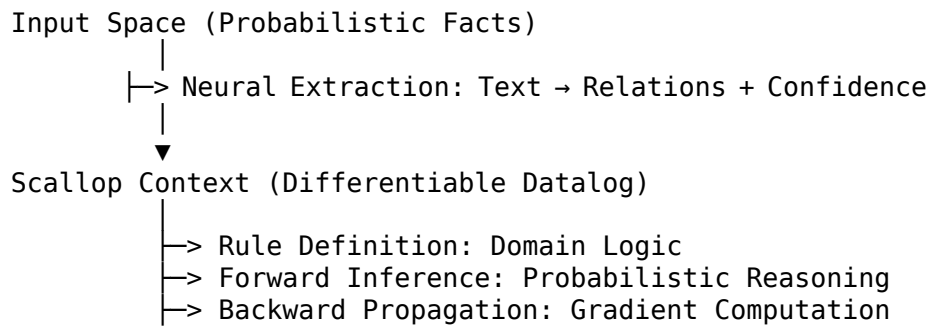 Input Space (Probabilistic Facts)
│
├─> Neural Extraction: Text → Relations + Confidence
│
▼
Scallop Context (Differentiable Datalog)
│
├─> Rule Definition: Domain Logic
├─> Forward Inference: Probabilistic Reasoning
├─> Backward Propagation: Gradient Computation